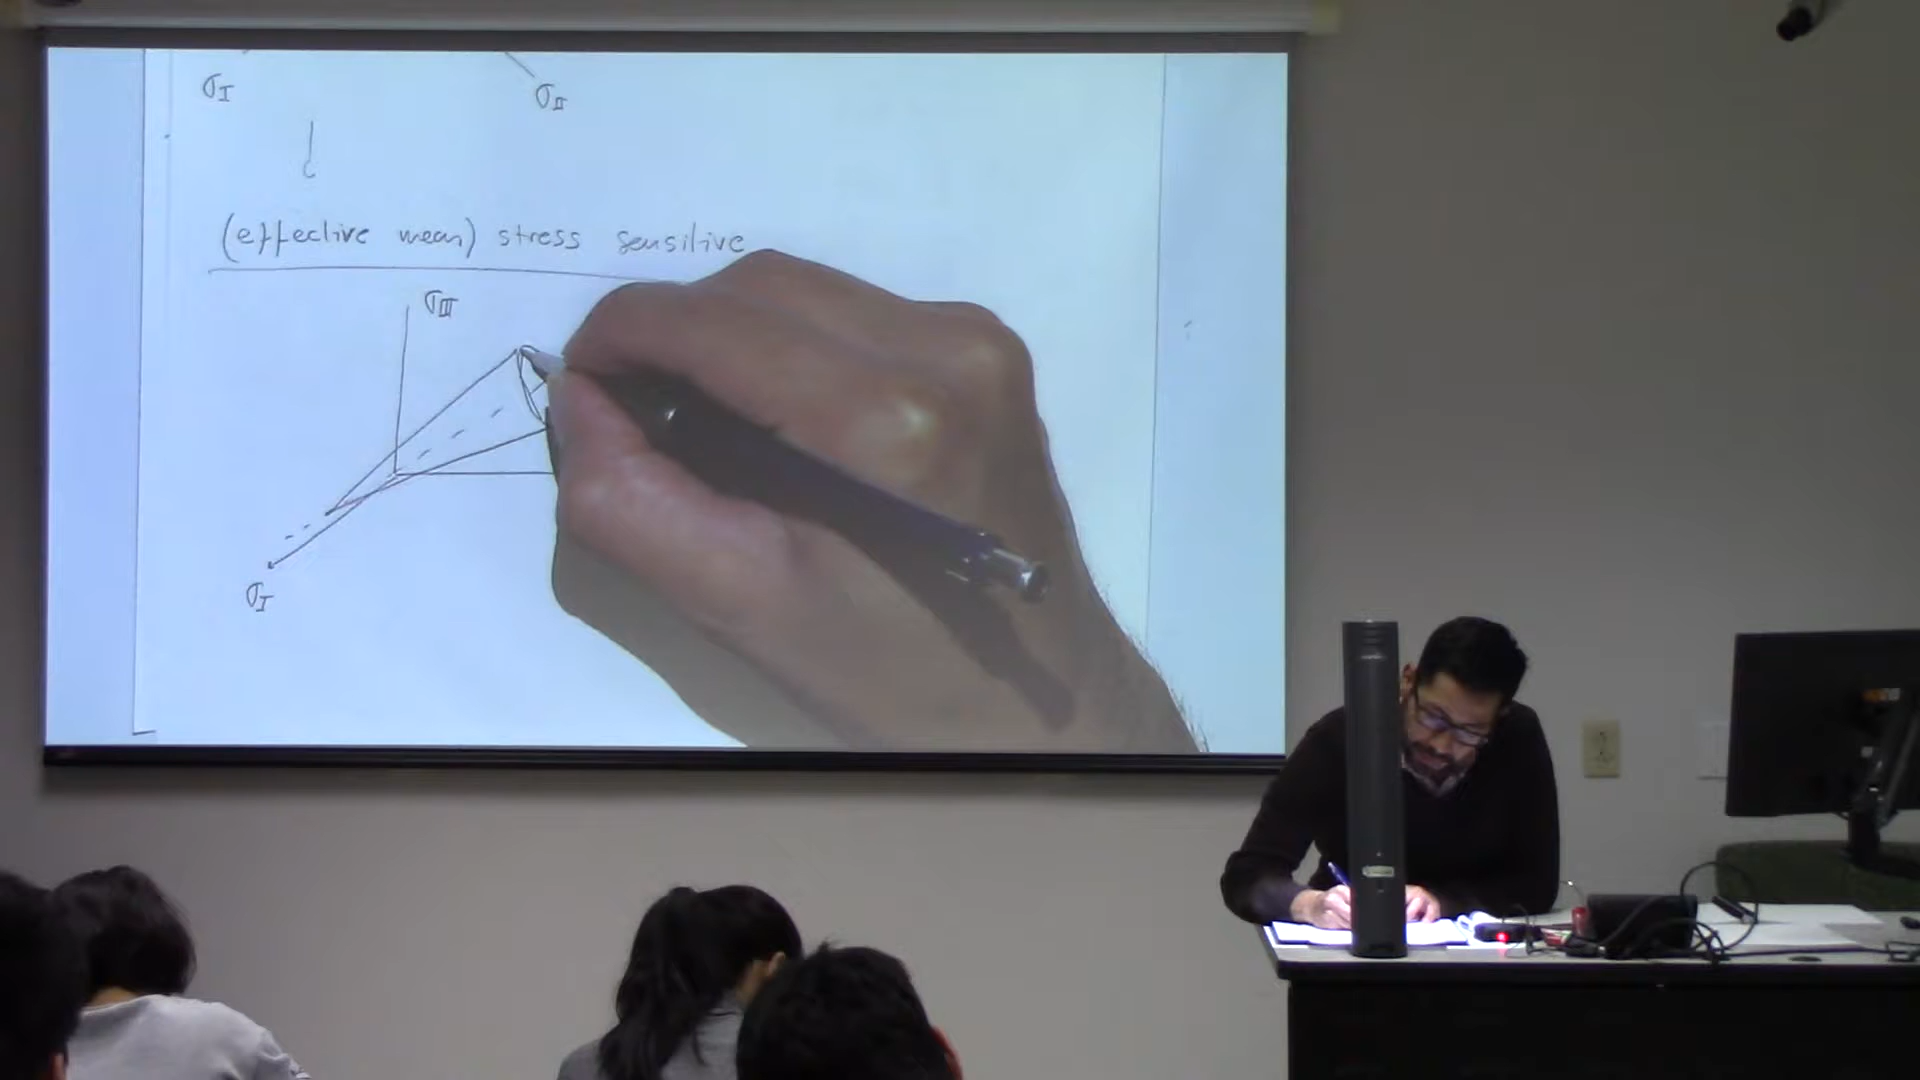 σI
σII
(effective mean) stress sensitive
σIII
σI